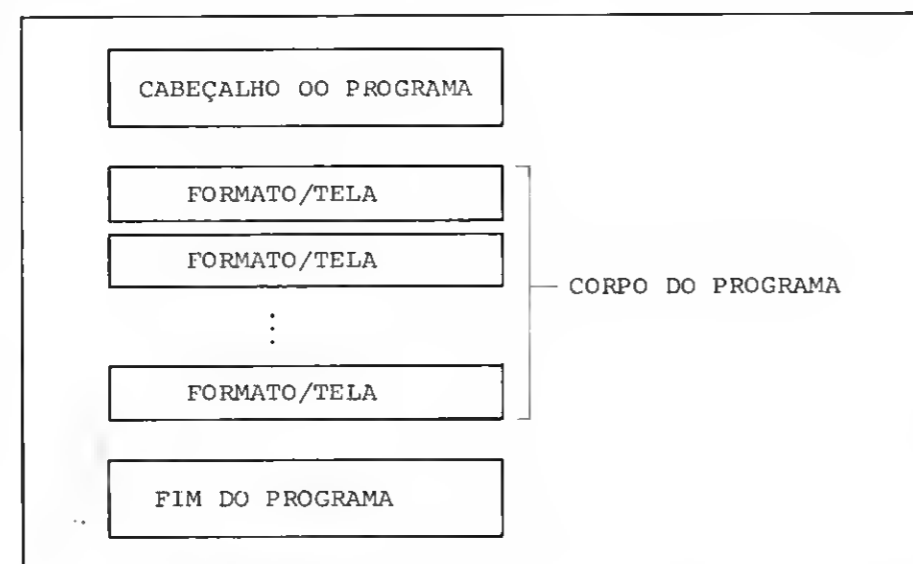 CABEÇALHO OO PROGRAMA
FORMATO/TELA
FORMATO/TELA
CORPO DO PROGRAMA
FORMATO/TELA
FIM DO PROGRAMA